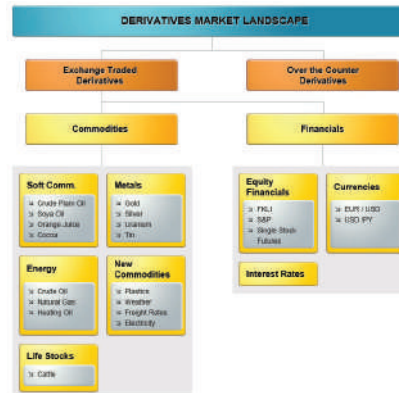 DERIVATIVES MARKET LANDSCAPE
Exchange Traded
Derivatives
Over the Counter
Derivatives
Commodities
Financials
Soft Comm.
Crude Plam Oil
Soya Oil
Orange Juice
Cocoa
Metals
Gold
Silver
Uranium
Tin
Energy
Crude Oil
Natural Gas
Heating Oil
New
Commodities
Plastics
Weather
Freight Rates
Electricity
Life Stocks
Cattle
Equity
Financials
FKLI
S&P
Single Stock
Futures
Currencies
EUR / USD
USD /PY
Interest Rates